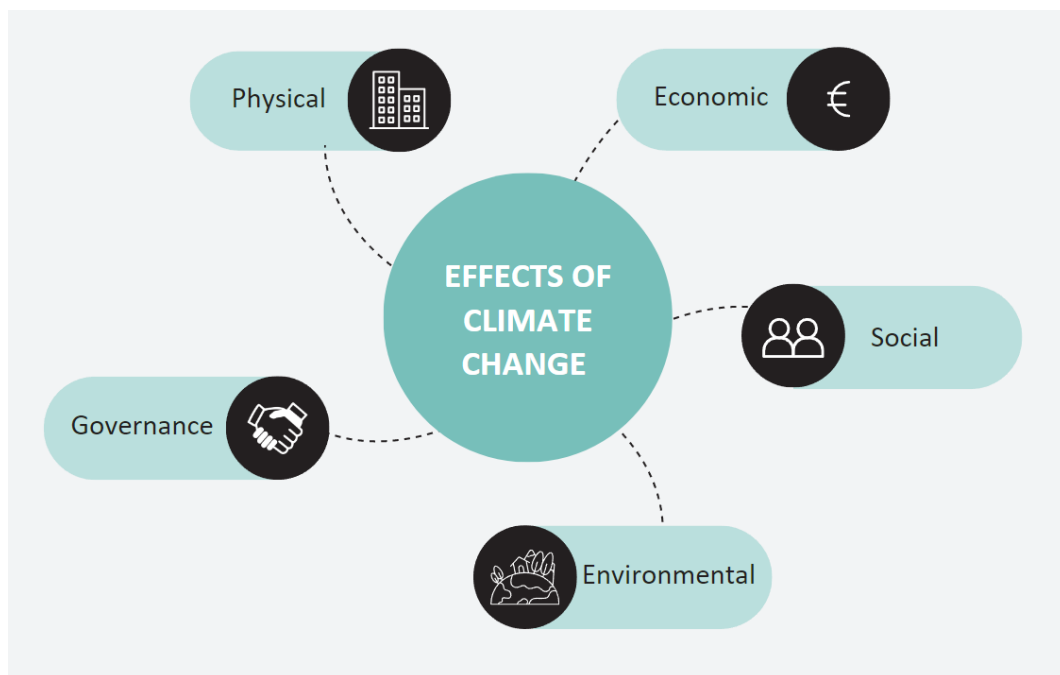 Physical
Economic
EFFECTS OF
CLIMATE
CHANGE
Social
Governance
Environmental